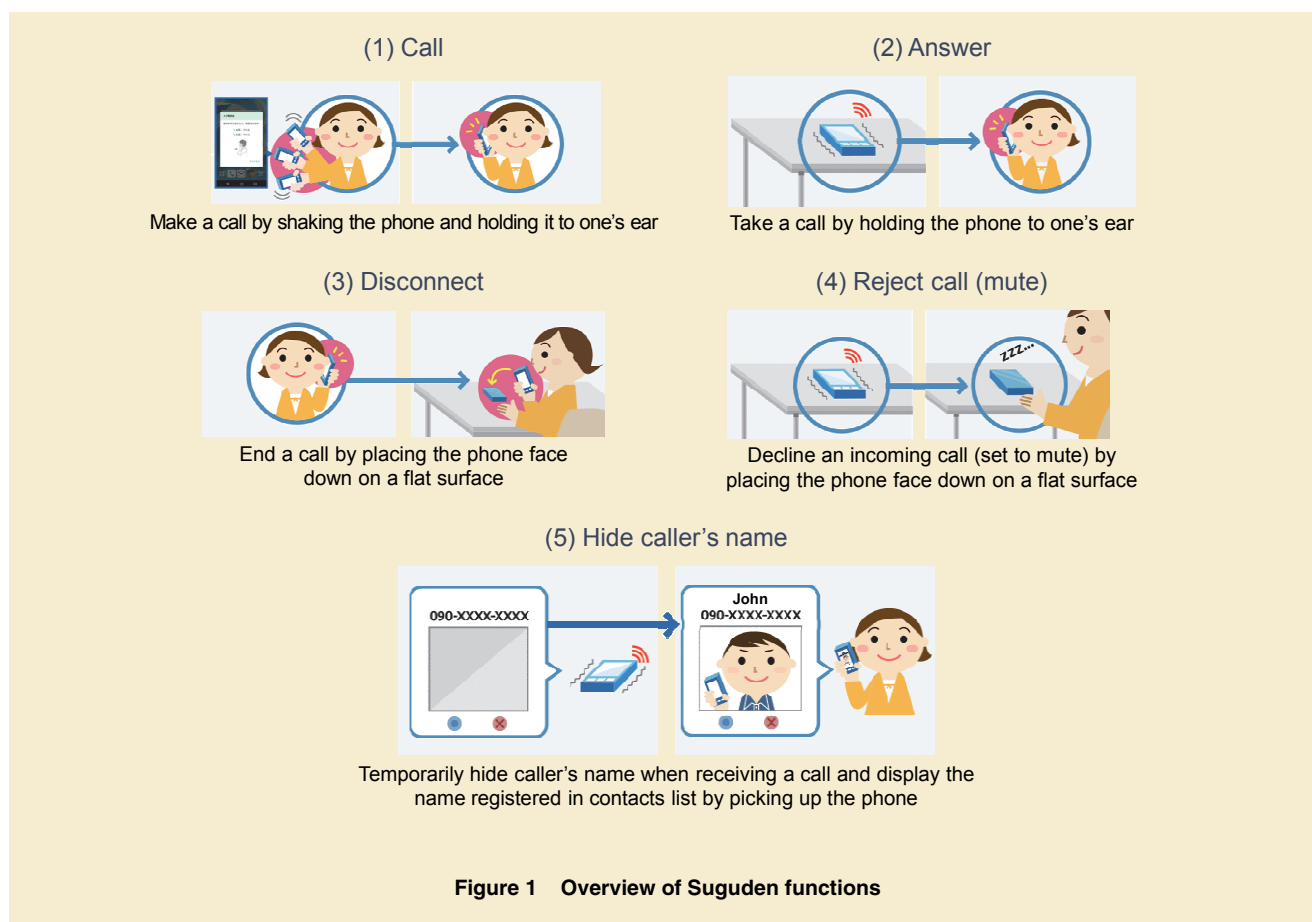 (1) Call
Make a call by shaking the phone and holding it to one's ear
(2) Answer
Take a call by holding the phone to one's ear
(3) Disconnect
End a call by placing the phone face
down on a flat surface
(4) Reject call (mute)
zzz...
Decline an incoming call (set to mute) by
placing the phone face down on a flat surface
(5) Hide caller's name
090-XXXX-XXXX
John
090-XXXX-XXXX
Temporarily hide caller's name when receiving a call and display the
name registered in contacts list by picking up the phone
Figure 1 Overview of Suguden functions